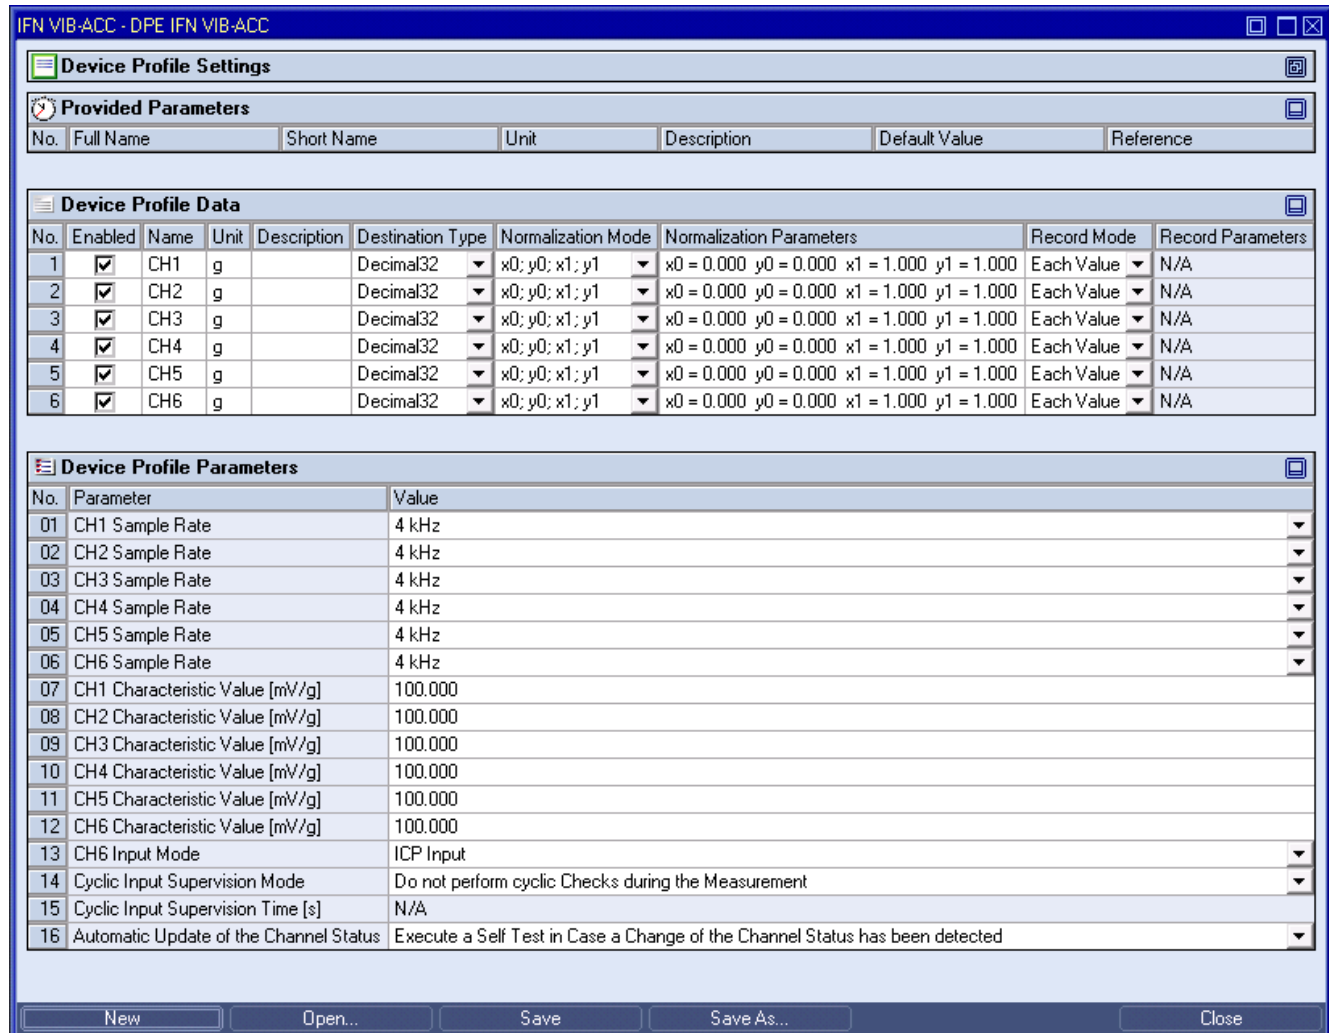 IFN VIB-ACC - DPE IFN VIB-ACC
Device Profile Settings
Provided Parameters
No. Full Name Short Name Unit Description Default Value Reference
Device Profile Data
No. Enabled Name Unit Description Destination Type Normalization Mode Normalization Parameters Record Mode Record Parameters
1 CH1 g Decimal32 x0; y0; x1; y1 x0 = 0.000 y0 = 0.000 x1 = 1.000 y1 = 1.000 Each Value N/A
2 CH2 g Decimal32 x0; y0; x1; y1 x0 = 0.000 y0 = 0.000 x1 = 1.000 y1 = 1.000 Each Value N/A
3 CH3 g Decimal32 x0; y0; x1; y1 x0 = 0.000 y0 = 0.000 x1 = 1.000 y1 = 1.000 Each Value N/A
4 CH4 g Decimal32 x0; y0; x1; y1 x0 = 0.000 y0 = 0.000 x1 = 1.000 y1 = 1.000 Each Value N/A
5 CH5 g Decimal32 x0; y0; x1; y1 x0 = 0.000 y0 = 0.000 x1 = 1.000 y1 = 1.000 Each Value N/A
6 CH6 g Decimal32 x0; y0; x1; y1 x0 = 0.000 y0 = 0.000 x1 = 1.000 y1 = 1.000 Each Value N/A
Device Profile Parameters
No. Parameter Value
01 CH1 Sample Rate 4 kHz
02 CH2 Sample Rate 4 kHz
03 CH3 Sample Rate 4 kHz
04 CH4 Sample Rate 4 kHz
05 CH5 Sample Rate 4 kHz
06 CH6 Sample Rate 4 kHz
07 CH1 Characteristic Value [mV/g] 100.000
08 CH2 Characteristic Value [mV/g] 100.000
09 CH3 Characteristic Value [mV/g] 100.000
10 CH4 Characteristic Value [mV/g] 100.000
11 CH5 Characteristic Value [mV/g] 100.000
12 CH6 Characteristic Value [mV/g] 100.000
13 CH6 Input Mode ICP Input
14 Cyclic Input Supervision Mode Do not perform cyclic Checks during the Measurement
15 Cyclic Input Supervision Time [s] N/A
16 Automatic Update of the Channel Status Execute a Self Test in Case a Change of the Channel Status has been detected
New Open... Save Save As... Close